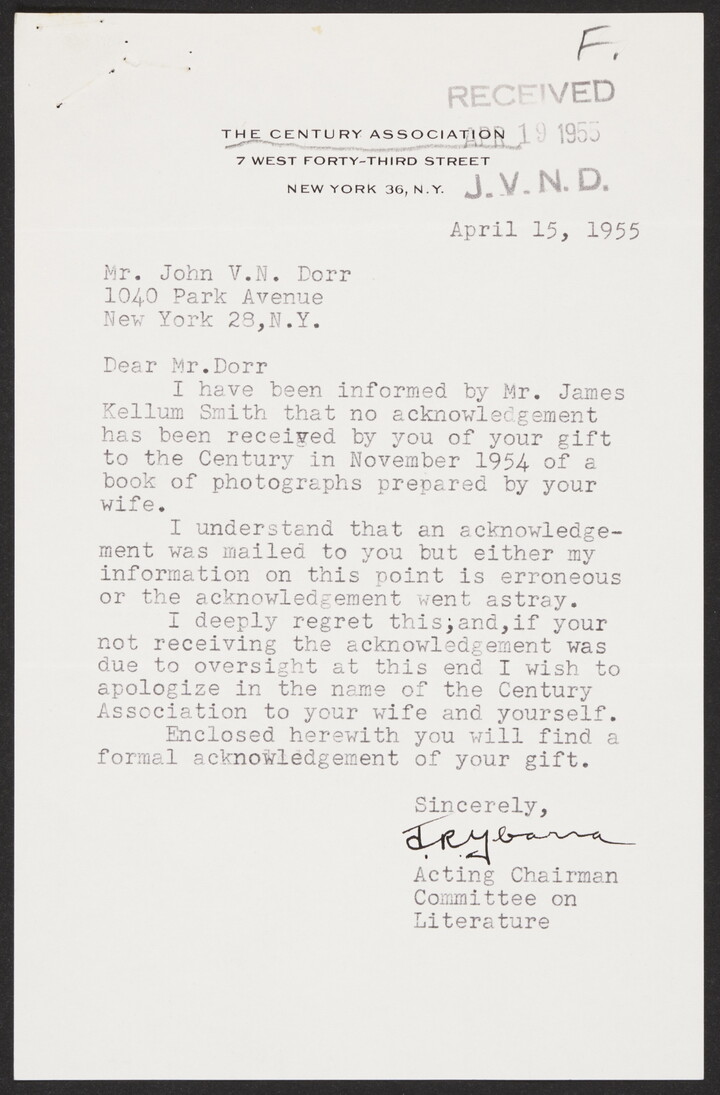 F.
RECEIVED
APR 19 1955
J.V.N.D.
THE CENTURY ASSOCIATION
7 WEST FORTY-THIRD STREET
NEW YORK 36, N.Y.
April 15, 1955
Mr. John V.N. Dorr
1040 Park Avenue
New York 28,N.Y.
Dear Mr.Dorr
I have been informed by Mr. James
Kellum Smith that no acknowledgement
has been received by you of your gift
to the Century in November 1954 of a
book of photographs prepared by your
wife.
I understand that an acknowledge-
ment was mailed to you but either my
information on this point is erroneous
or the acknowledgement went astray.
I deeply regret this;and,if your
not receiving the acknowledgement was
due to oversight at this end I wish to
apologize in the name of the Century
Association to your wife and yourself.
Enclosed herewith you will find a
formal acknowledgement of your gift.
Sincerely,
T.R.Ybarra
Acting Chairman
Committee on
Literature